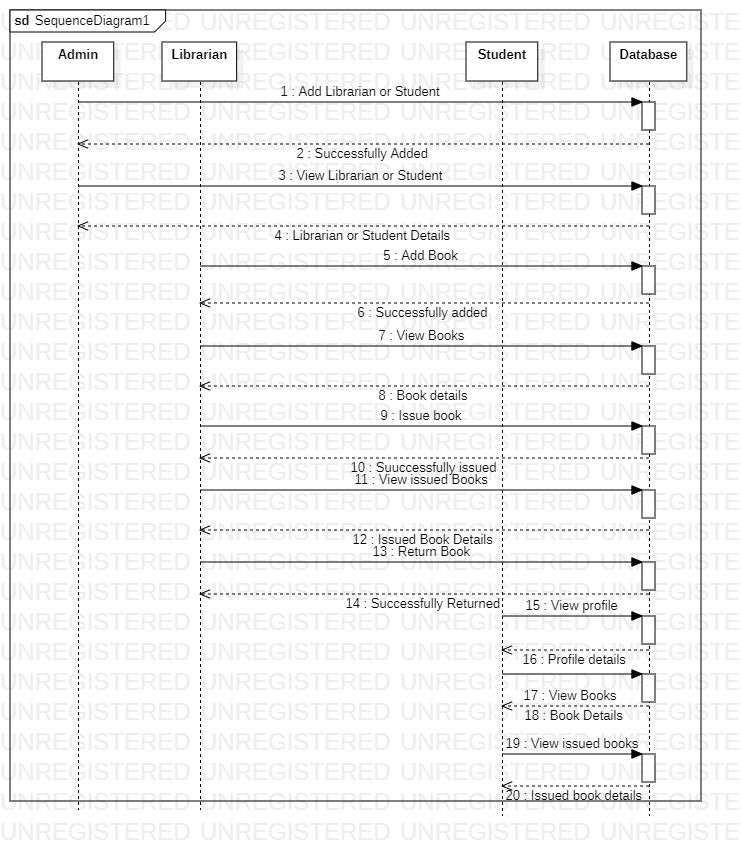 sd SequenceDiagram1
Admin Librarian Student Database
1 : Add Librarian or Student
2 : Successfully Added
3 : View Librarian or Student
4 : Librarian or Student Details
5 : Add Book
6 : Successfully added
7 : View Books
8 : Book details
9 : Issue book
10 : Suuccessfully issued
11 : View issued Books
12 : Issued Book Details
13 : Return Book
14 : Successfully Returned
15 : View profile
16 : Profile details
17 : View Books
18 : Book Details
19 : View issued books
20 : Issued book details
UNREGISTERED UNREGISTERED UNREGISTERED UNREGISTE